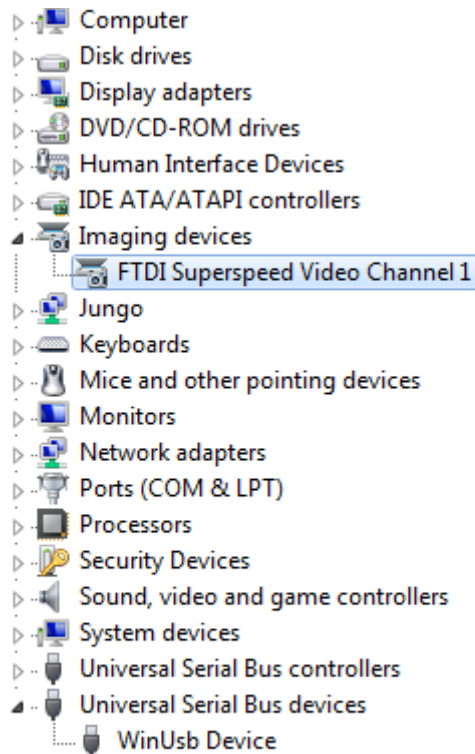 Computer
Disk drives
Display adapters
DVD/CD-ROM drives
Human Interface Devices
IDE ATA/ATAPI controllers
Imaging devices
FTDI Superspeed Video Channel 1
Jungo
Keyboards
Mice and other pointing devices
Monitors
Network adapters
Ports (COM & LPT)
Processors
Security Devices
Sound, video and game controllers
System devices
Universal Serial Bus controllers
Universal Serial Bus devices
WinUsb Device